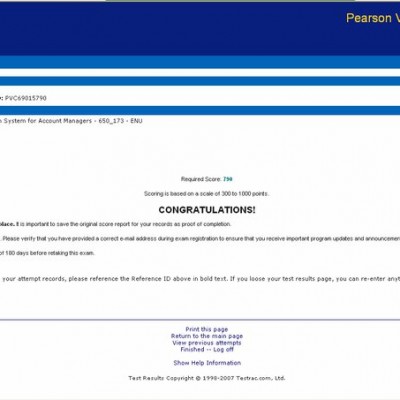 Pearson V
: PVC69015790
n System for Account Managers - 650_173 - ENU
Required Score: 790
Scoring is based on a scale of 300 to 1000 points.
CONGRATULATIONS!
place. It is important to save the original score report for your records as proof of completion.
. Please verify that you have provided a correct e-mail address during exam registration to ensure that you receive important program updates and announcemen
of 180 days before retaking this exam.
your attempt records, please reference the Reference ID above in bold text. If you loose your test results page, you can re-enter anyt
Print this page
Return to the main page
View previous attempts
Finished -- Log off
Show Help Information
Test Results Copyright © 1996-2007 Testrac.com, Ltd.